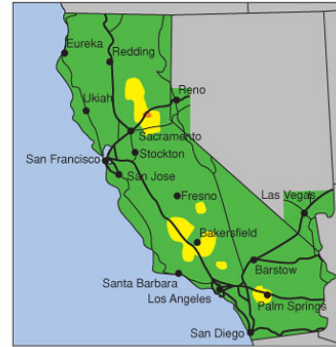 Eureka
Redding
Ukiah
Reno
Sacramento
San Francisco
Stockton
San Jose
Fresno
Las Vegas
Bakersfield
Barstow
Santa Barbara
Los Angeles
Palm Springs
San Diego